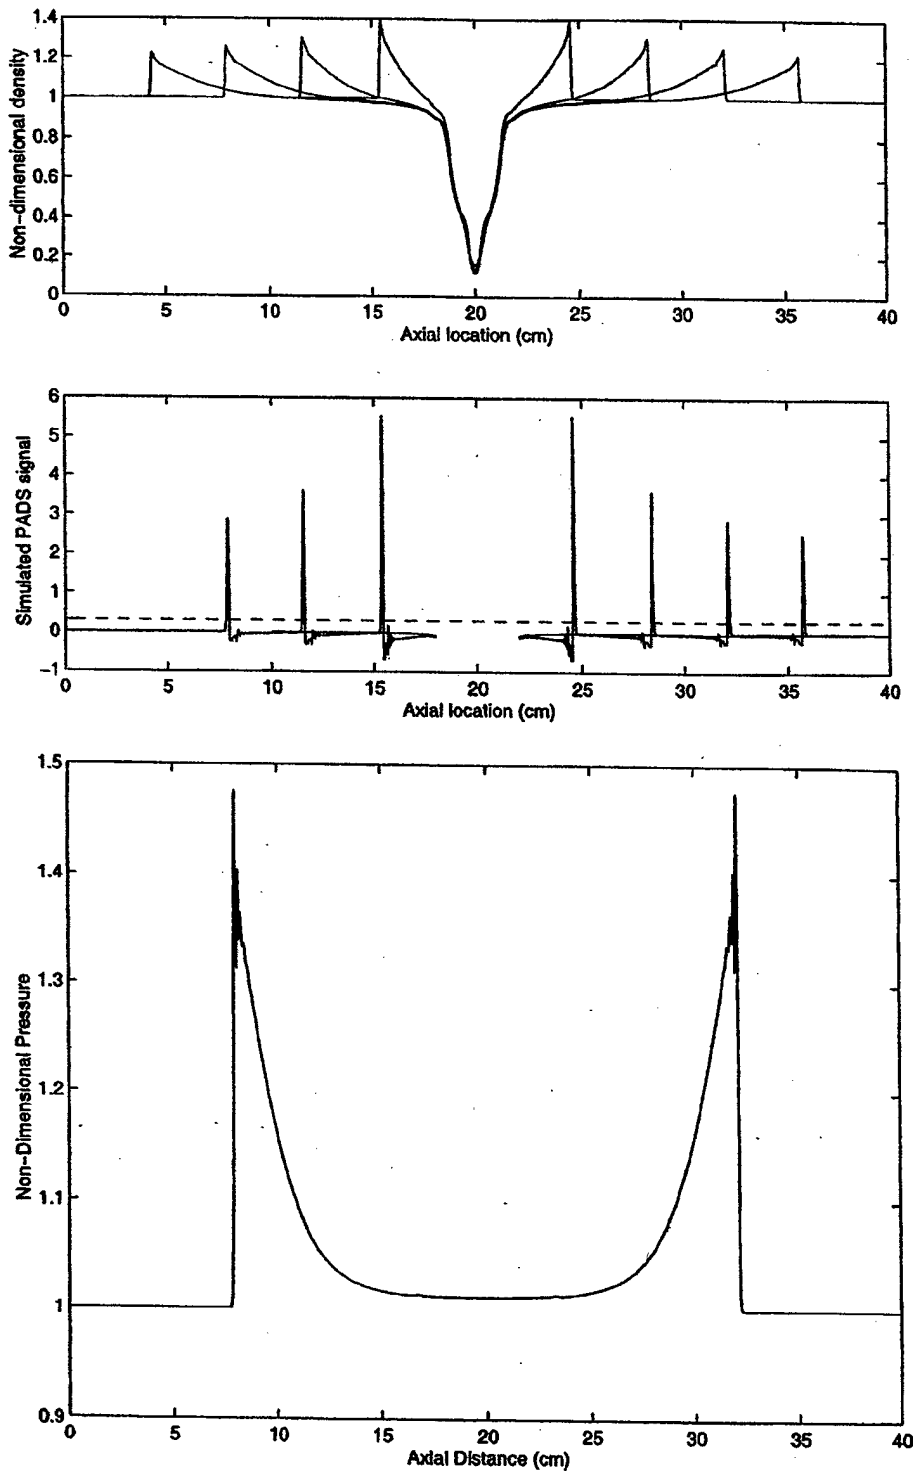 1.4
1.2
1
0.8
0.6
0.4
0.2
0
Non-dimensional density
0 5 10 15 20 25 30 35 40
Axial location (cm)
6
5
4
3
2
1
0
-1
Simulated PADS signal
0 5 10 15 20 25 30 35 40
Axial location (cm)
1.5
1.4
1.3
1.2
1.1
1
0.9
Non-Dimensional Pressure
0 5 10 15 20 25 30 35 40
Axial Distance (cm)